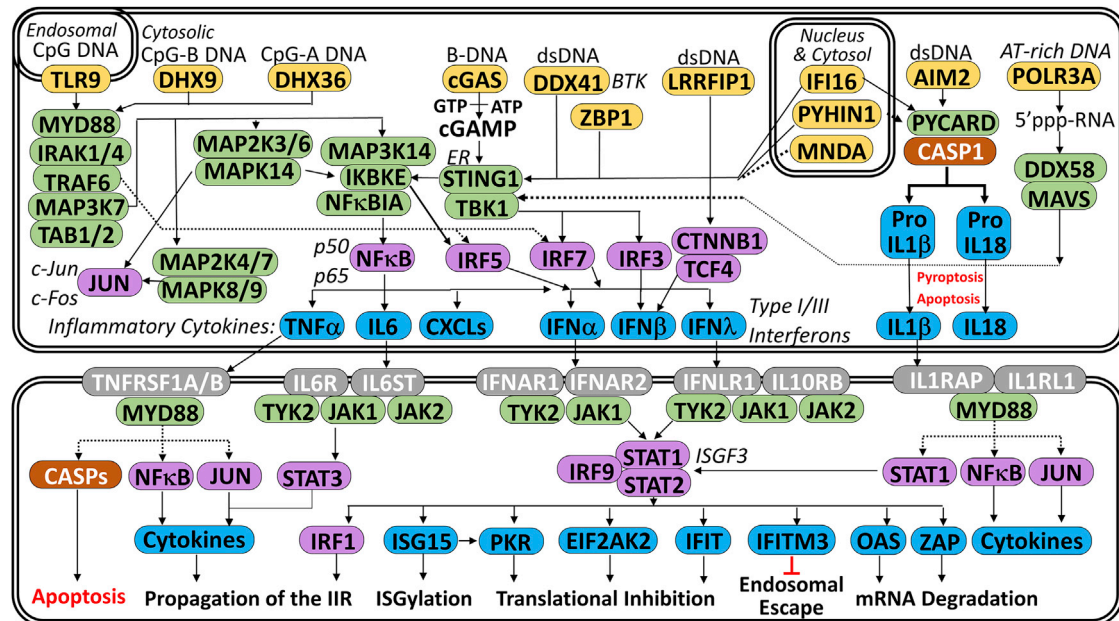 Endosomal
CpG DNA
TLR9
Cytosolic
CpG-B DNA
DHX9
CpG-A DNA
DHX36
B-DNA
cGAS
GTP
ATP
cGAMP
ER
dsDNA
DDX41
BTK
ZBP1
dsDNA
LRRFIP1
Nucleus
& Cytosol
IFI16
PYHIN1
MNDA
dsDNA
AIM2
PYCARD
CASP1
AT-rich DNA
POLR3A
5'ppp-RNA
DDX58
MAVS
MYD88
IRAK1/4
TRAF6
MAP3K7
TAB1/2
MAP2K3/6
MAPK14
MAP3K14
IKBKE
NFκBIA
STING1
TBK1
CTNNB1
TCF4
Pro
IL1β
Pro
IL18
c-Jun
c-Fos
JUN
MAP2K4/7
MAPK8/9
p50
p65
NFκB
IRF5
IRF7
IRF3
Pyroptosis
Apoptosis
Inflammatory Cytokines:
TNFα
IL6
CXCLs
IFNα
IFNβ
IFNλ
Type I/III
Interferons
IL1β
IL18
TNFRSF1A/B
MYD88
IL6R
IL6ST
TYK2
JAK1
JAK2
IFNAR1
IFNAR2
TYK2
JAK1
IFNLR1
IL10RB
TYK2
JAK1
JAK2
IL1RAP
IL1RL1
MYD88
CASPs
NFκB
JUN
STAT3
IRF9
STAT1
STAT2
ISGF3
STAT1
NFκB
JUN
Cytokines
IRF1
ISG15
PKR
EIF2AK2
IFIT
IFITM3
OAS
ZAP
Cytokines
Apoptosis
Propagation of the IIR
ISGylation
Translational Inhibition
Endosomal
Escape
mRNA Degradation